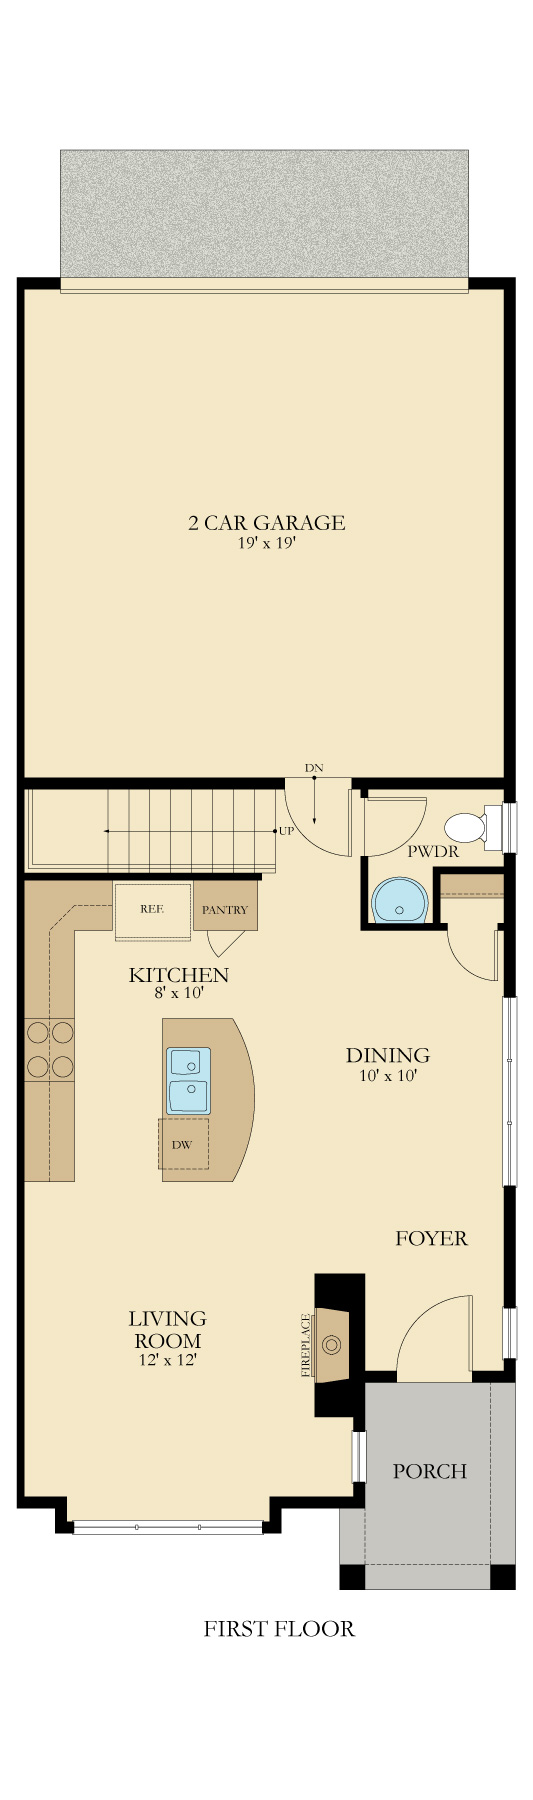 2 CAR GARAGE
19' x 19'
DN
UP
PWDR
REF.
PANTRY
KITCHEN
8' x 10'
DINING
10' x 10'
DW
FOYER
LIVING
ROOM
12' x 12'
FIREPLACE
PORCH
FIRST FLOOR